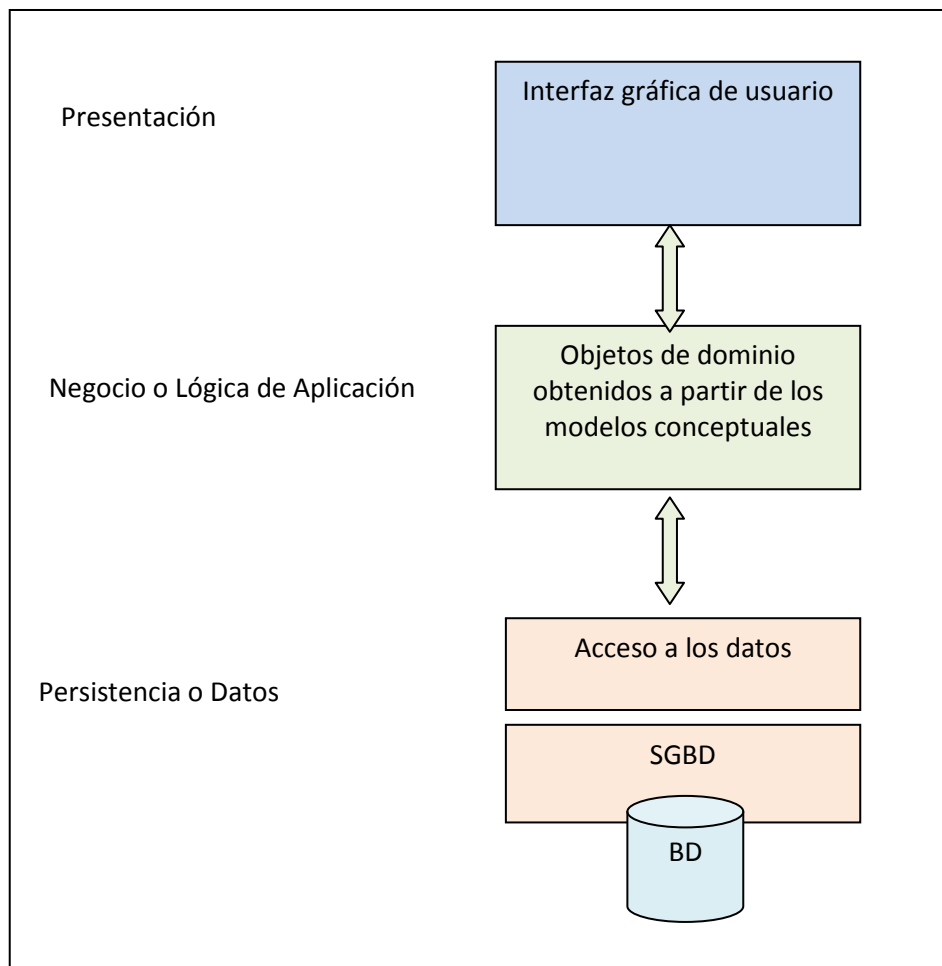 Presentación
Interfaz gráfica de usuario
Negocio o Lógica de Aplicación
Objetos de dominio
obtenidos a partir de los
modelos conceptuales
Persistencia o Datos
Acceso a los datos
SGBD
BD